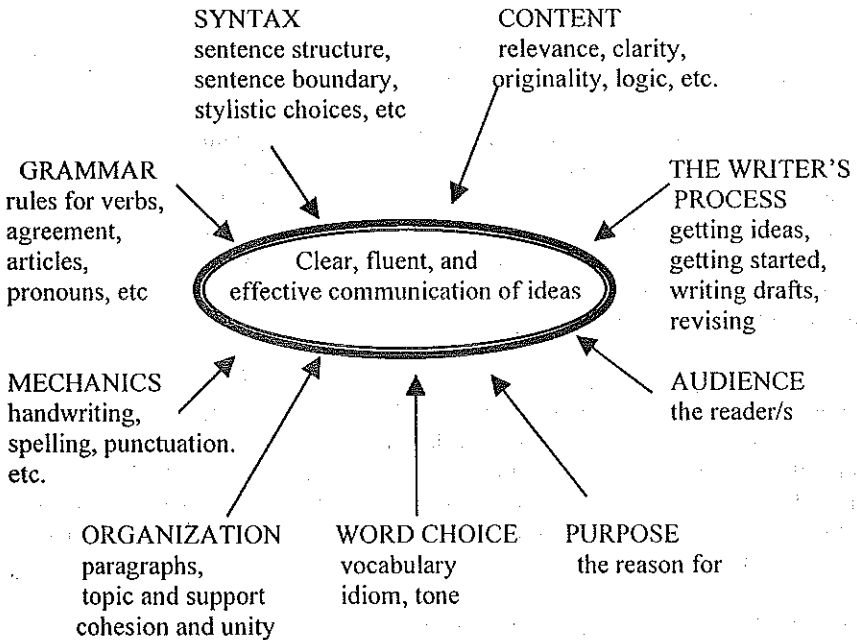 SYNTAX
sentence structure,
sentence boundary,
stylistic choices, etc
CONTENT
relevance, clarity,
originality, logic, etc.
GRAMMAR
rules for verbs,
agreement,
articles,
pronouns, etc
THE WRITER'S
PROCESS
getting ideas,
getting started,
writing drafts,
revising
Clear, fluent, and
effective communication of ideas
MECHANICS
handwriting,
spelling, punctuation.
etc.
AUDIENCE
the reader/s
ORGANIZATION
paragraphs,
topic and support
cohesion and unity
WORD CHOICE
vocabulary
idiom, tone
PURPOSE
the reason for